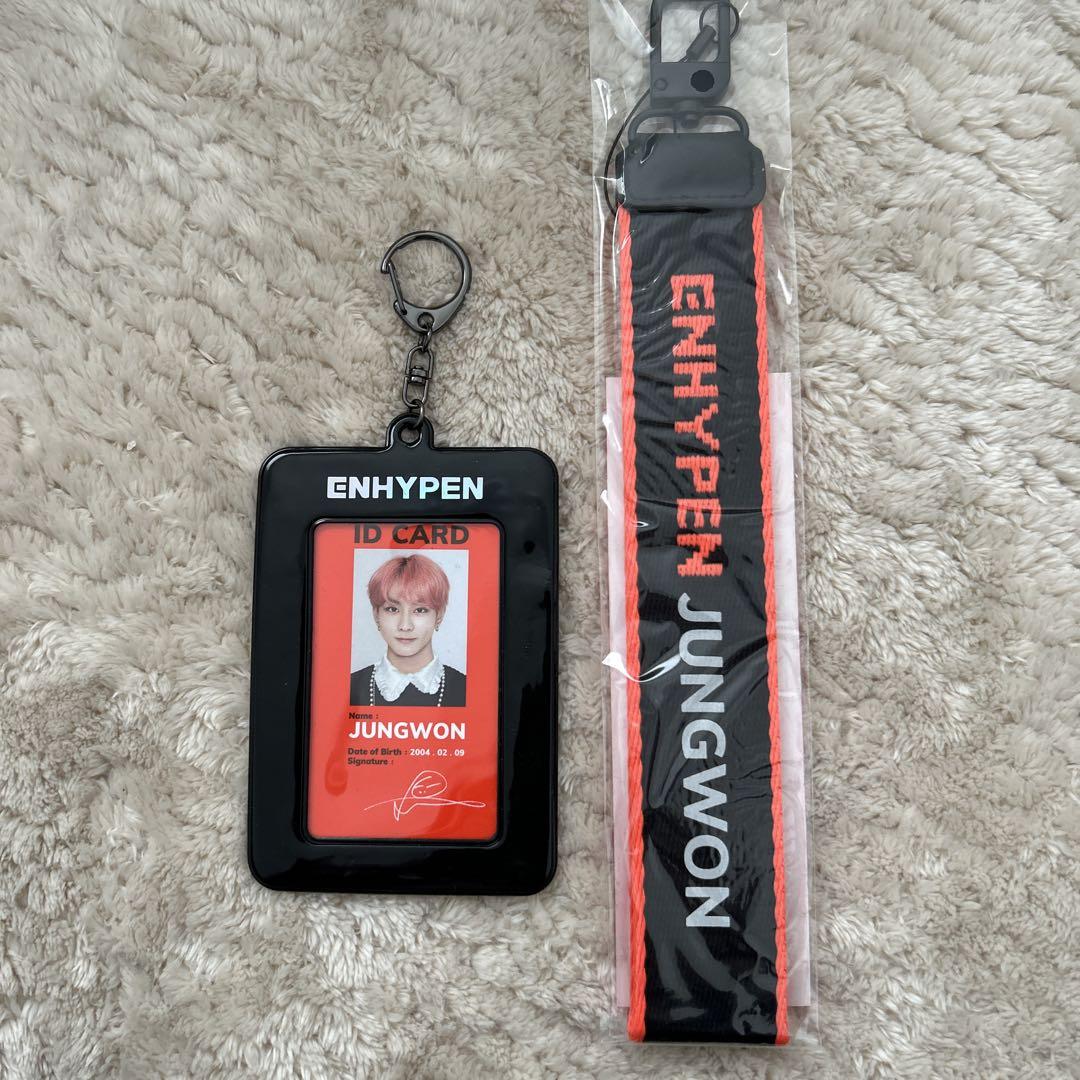 ENHYPEN
ID CARD
Name :
JUNGWON
Date of Birth : 2004 . 02 . 09
Signature :
ENHYPEN JUNGWON